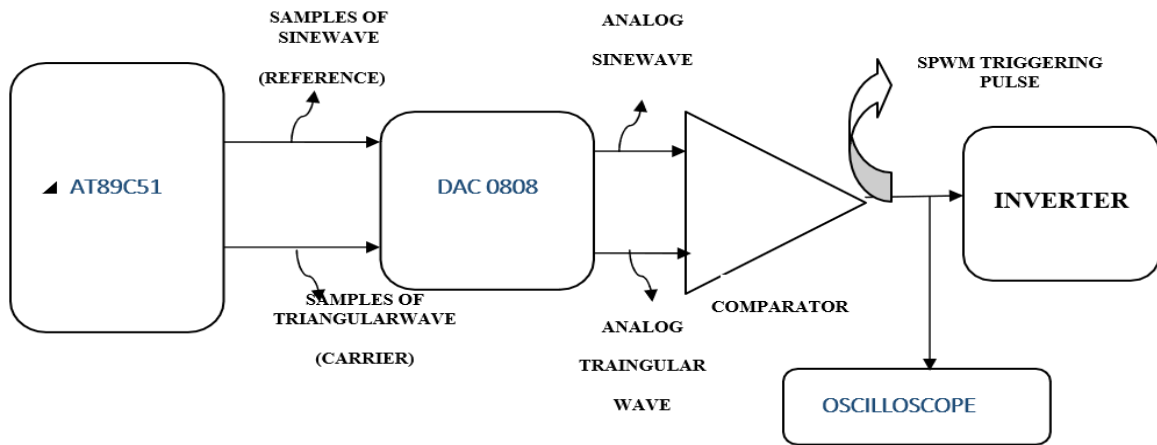 SAMPLES OF
SINEWAVE
(REFERENCE)
ANALOG
SINEWAVE
SPWM TRIGGERING
PULSE
AT89C51
DAC 0808
INVERTER
SAMPLES OF
TRIANGULARWAVE
(CARRIER)
ANALOG
TRAINGULAR
WAVE
COMPARATOR
OSCILLOSCOPE